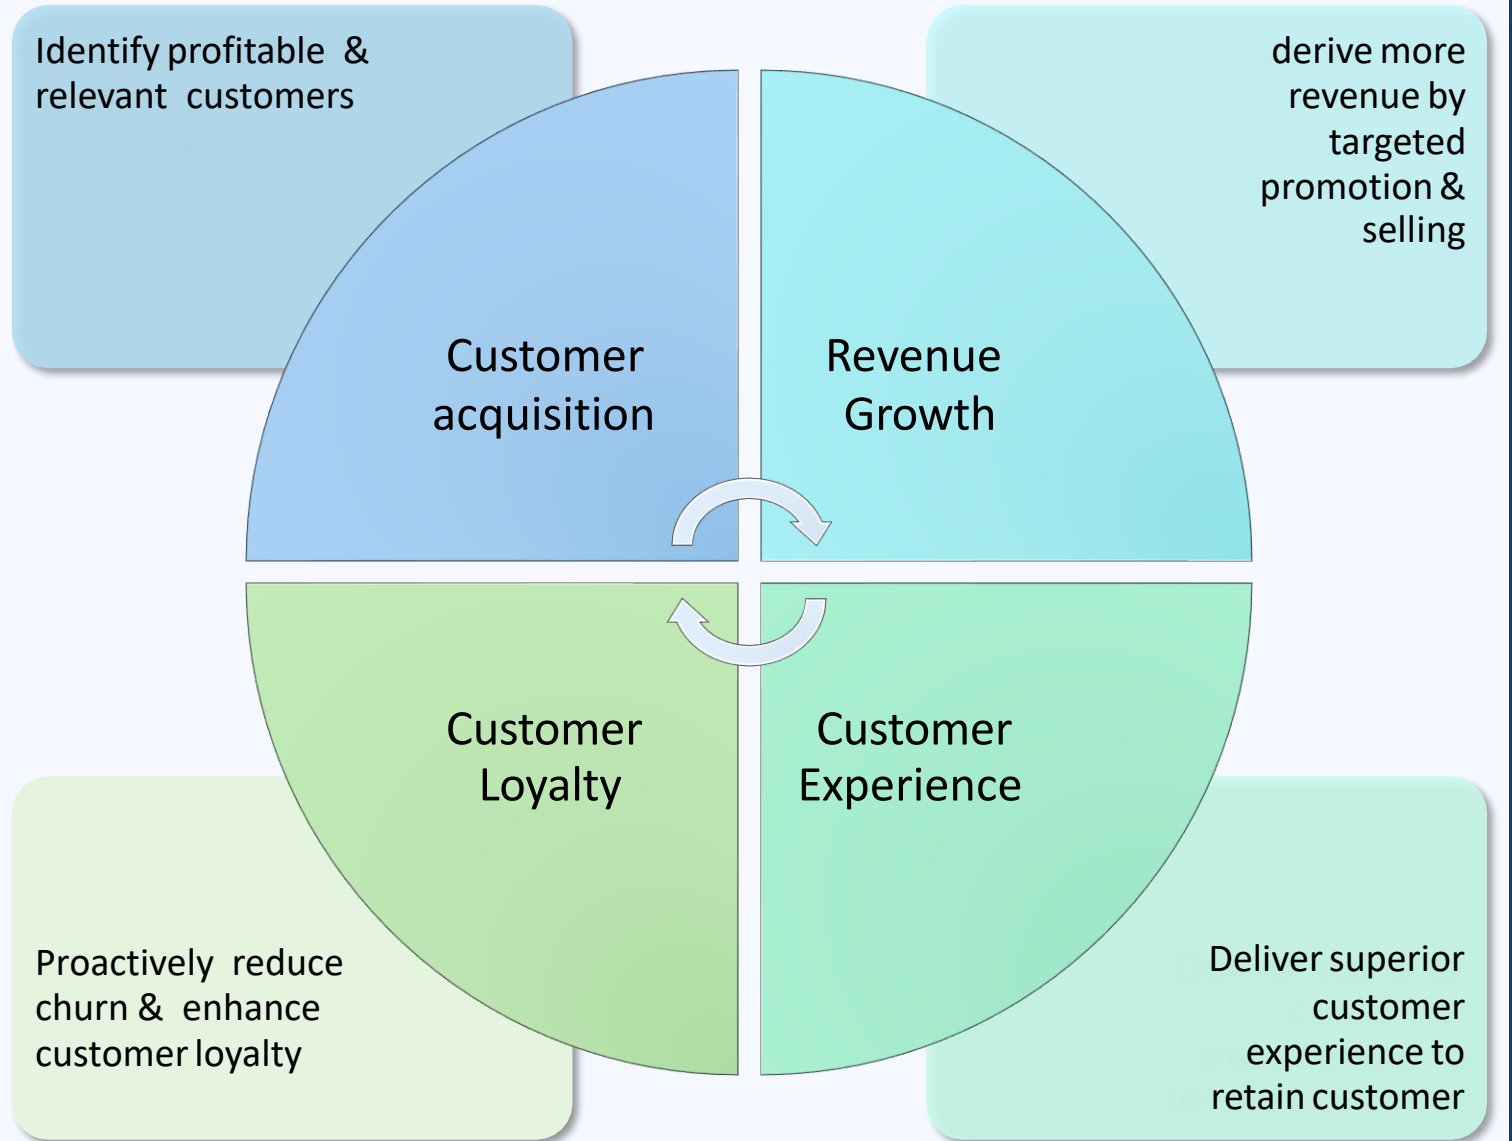 Identify profitable & 
relevant customers
derive more
revenue by
targeted
promotion &
selling
Customer
acquisition
Revenue
Growth
Customer
Loyalty
Customer
Experience
Proactively reduce
churn & enhance
customer loyalty
Deliver superior
customer
experience to
retain customer